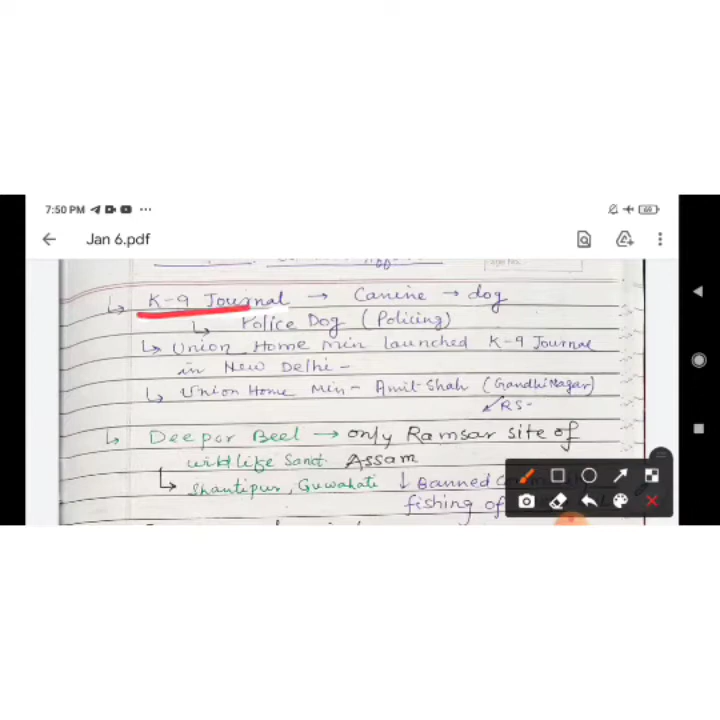 7:50 PM
60
Jan 6.pdf
K-9 Journal → Canine → dog
Police Dog (Policing)
Union Home min launched K-9 Journal
in New Delhi -
Union Home Min - Amit Shah (GandhiNagar)
RS-
Deepor Beel → only Ramsar site of
wildlife Sanct. Assam
Shantipur, Guwahati ↓ Banned
fishing of